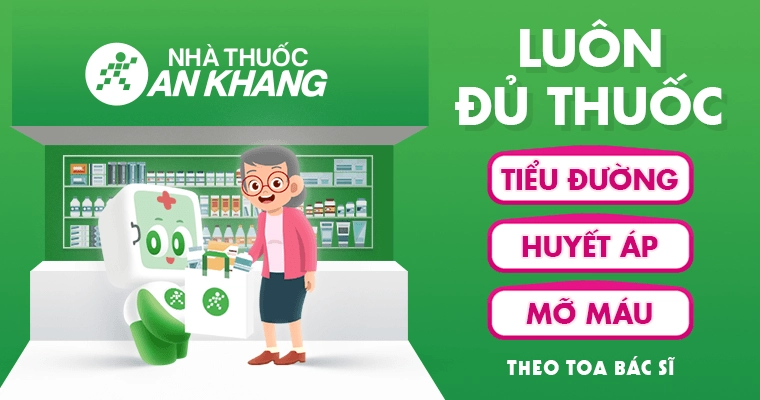 NHÀ THUỐC
AN KHANG
LUÔN
ĐỦ THUỐC
TIỂU ĐƯỜNG
HUYẾT ÁP
MỠ MÁU
THEO TOA BÁC SĨ